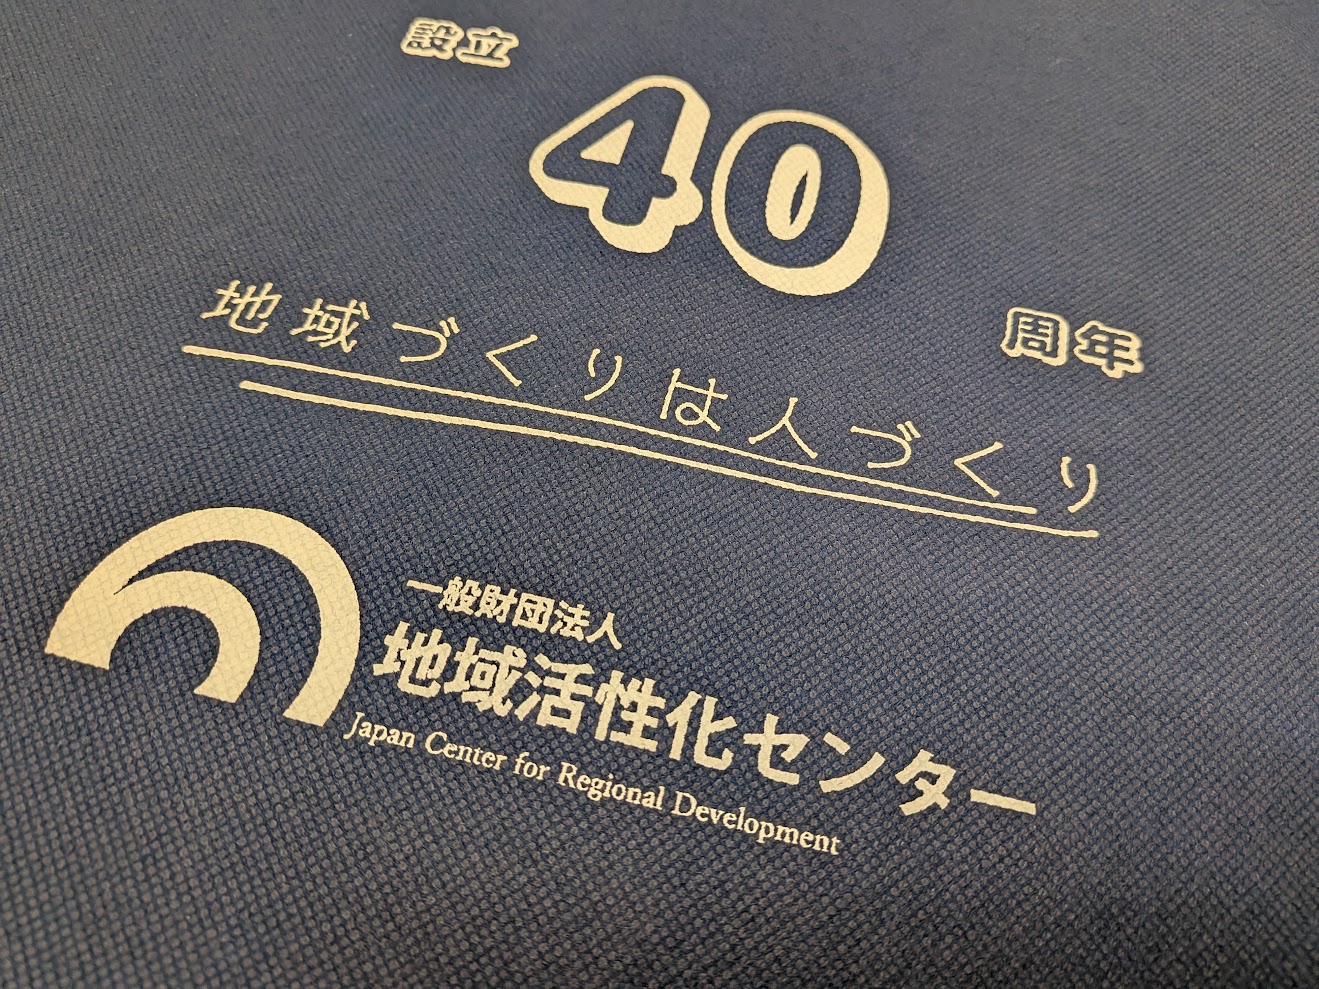 設立
40
周年
地域づくりは人づくり
一般財団法人
地域活性化センター
Japan Center for Regional Development